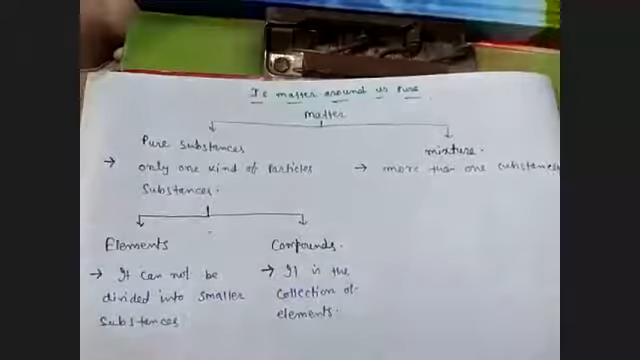 Is matter around us Pure
Matter
Pure Substances
→ only one kind of Particles
Substances.
mixture.
→ more than one substances
Elements
→ It can not be
divided into smaller
Substances
Compounds.
→ It is the
collection of
elements.